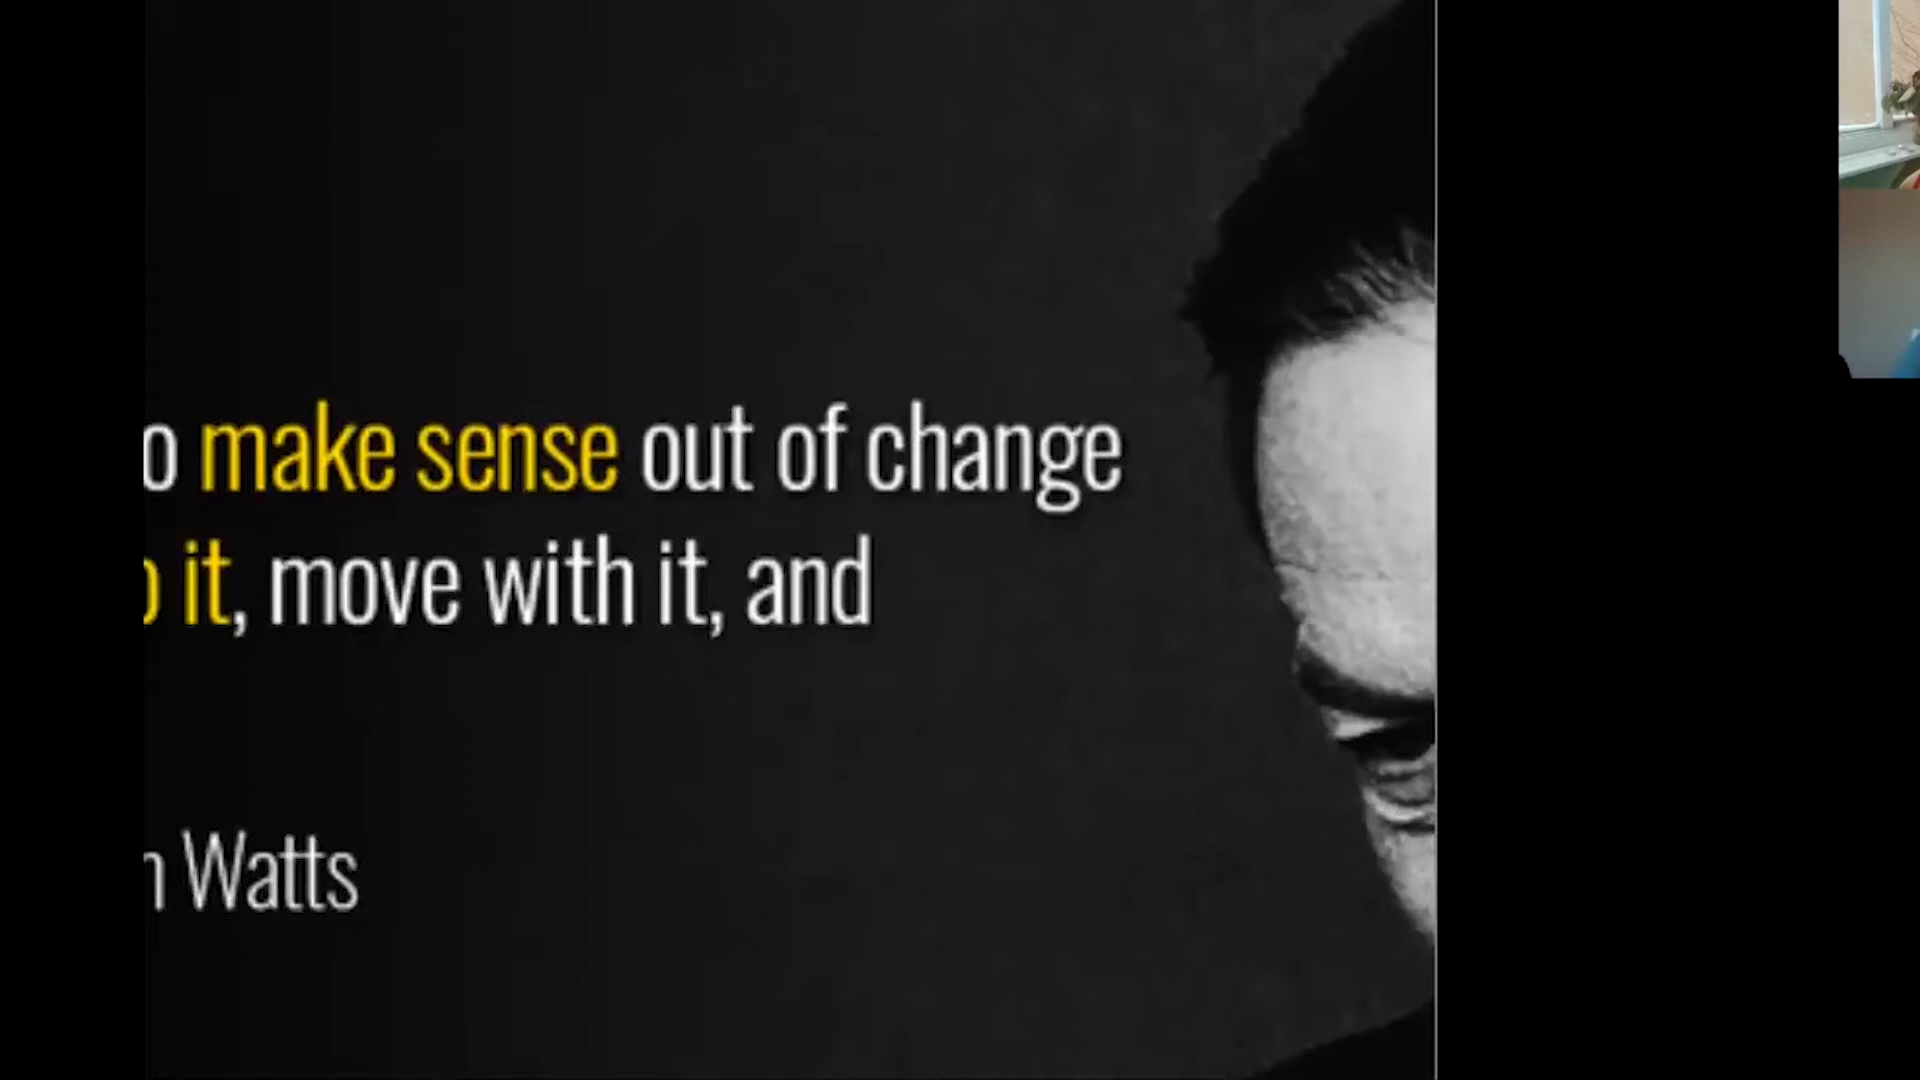 o make sense out of change
o it, move with it, and
n Watts